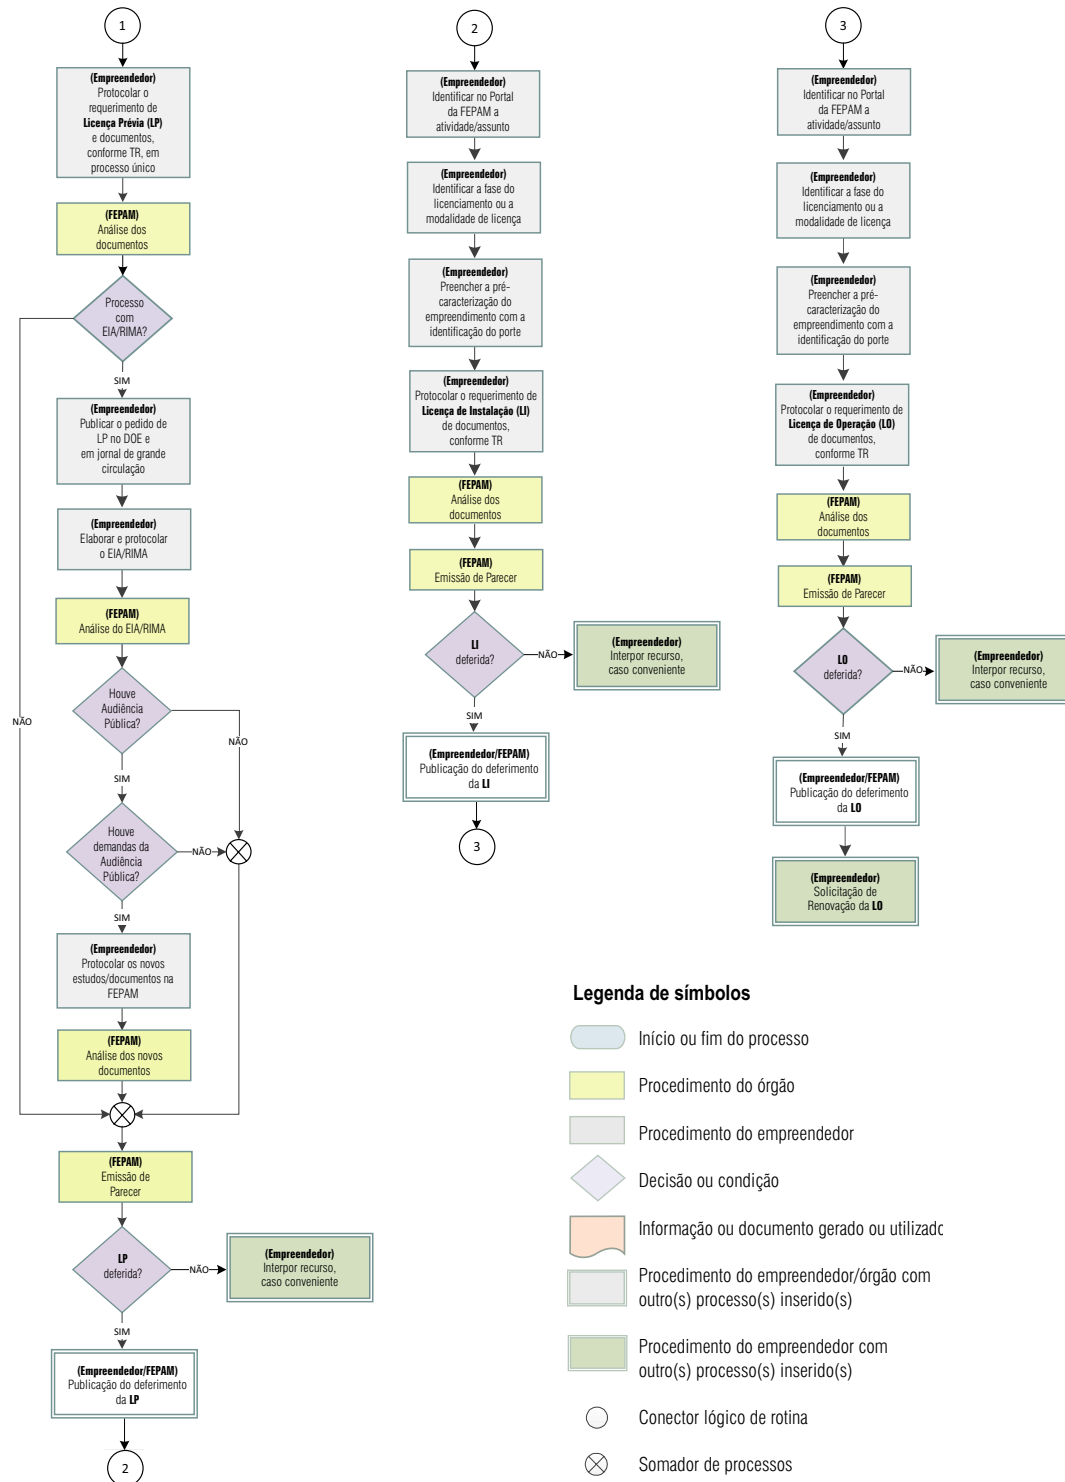 1
(Empreendedor)
Protocolar o
requerimento de
Licença Prévia (LP)
e documentos,
conforme TR, em
processo único
(FEPAM)
Análise dos
documentos
Processo
com
EIA/RIMA?
SIM
NÃO
(Empreendedor)
Publicar o pedido de
LP no DOE e
em jornal de grande
circulação
(Empreendedor)
Elaborar e protocolar
o EIA/RIMA
(FEPAM)
Análise do EIA/RIMA
Houve
Audiência
Pública?
NÃO
SIM
Houve
demandas da
Audiência
Pública?
NÃO
SIM
(Empreendedor)
Protocolar os novos
estudos/documentos na
FEPAM
(FEPAM)
Análise dos novos
documentos
(FEPAM)
Emissão de
Parecer
LP
deferida?
NÃO
(Empreendedor)
Interpor recurso,
caso conveniente
SIM
(Empreendedor/FEPAM)
Publicação do deferimento
da LP
2
2
(Empreendedor)
Identificar no Portal
da FEPAM a
atividade/assunto
(Empreendedor)
Identificar a fase do
licenciamento ou a
modalidade de licença
(Empreendedor)
Preencher a pré-
caracterização do
empreendimento com a
identificação do porte
(Empreendedor)
Protocolar o requerimento de
Licença de Instalação (LI)
de documentos,
conforme TR
(FEPAM)
Análise dos
documentos
(FEPAM)
Emissão de Parecer
LI
deferida?
NÃO
(Empreendedor)
Interpor recurso,
caso conveniente
SIM
(Empreendedor/FEPAM)
Publicação do deferimento
da LI
3
3
(Empreendedor)
Identificar no Portal
da FEPAM a
atividade/assunto
(Empreendedor)
Identificar a fase do
licenciamento ou a
modalidade de licença
(Empreendedor)
Preencher a pré-
caracterização do
empreendimento com a
identificação do porte
(Empreendedor)
Protocolar o requerimento de
Licença de Operação (LO)
de documentos,
conforme TR
(FEPAM)
Análise dos
documentos
(FEPAM)
Emissão de Parecer
LO
deferida?
NÃO
(Empreendedor)
Interpor recurso,
caso conveniente
SIM
(Empreendedor/FEPAM)
Publicação do deferimento
da LO
(Empreendedor)
Solicitação de
Renovação da LO
Legenda de símbolos
Início ou fim do processo
Procedimento do órgão
Procedimento do empreendedor
Decisão ou condição
Informação ou documento gerado ou utilizado
Procedimento do empreendedor/órgão com
outro(s) processo(s) inserido(s)
Procedimento do empreendedor com
outro(s) processo(s) inserido(s)
Conector lógico de rotina
Somador de processos